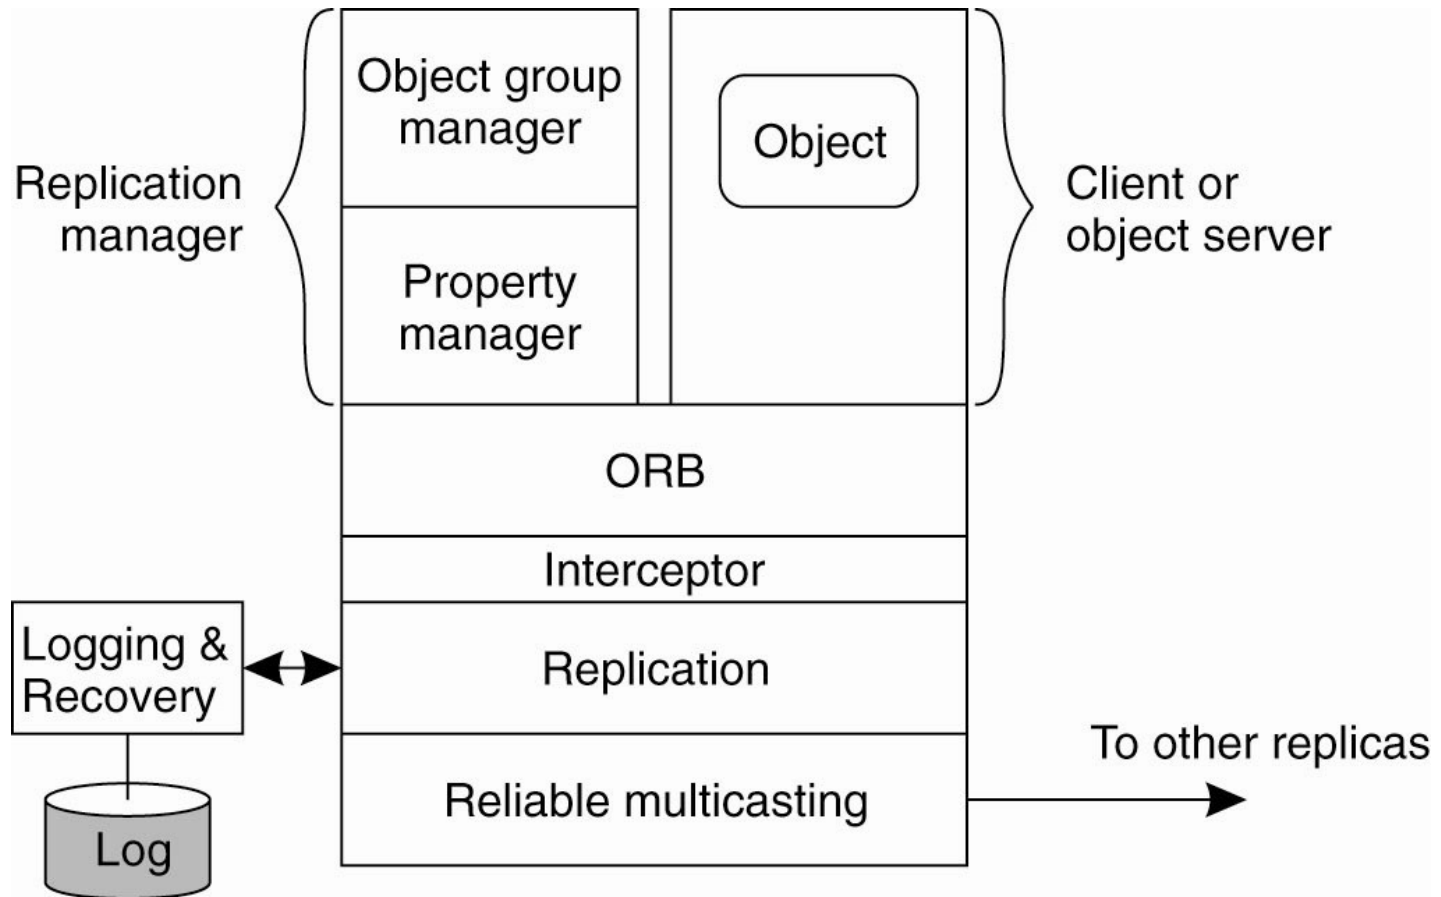 Object group
manager
Object
Replication
manager
Client or
object server
Property
manager
ORB
Interceptor
Logging &
Recovery
Replication
To other replicas
Reliable multicasting
Log